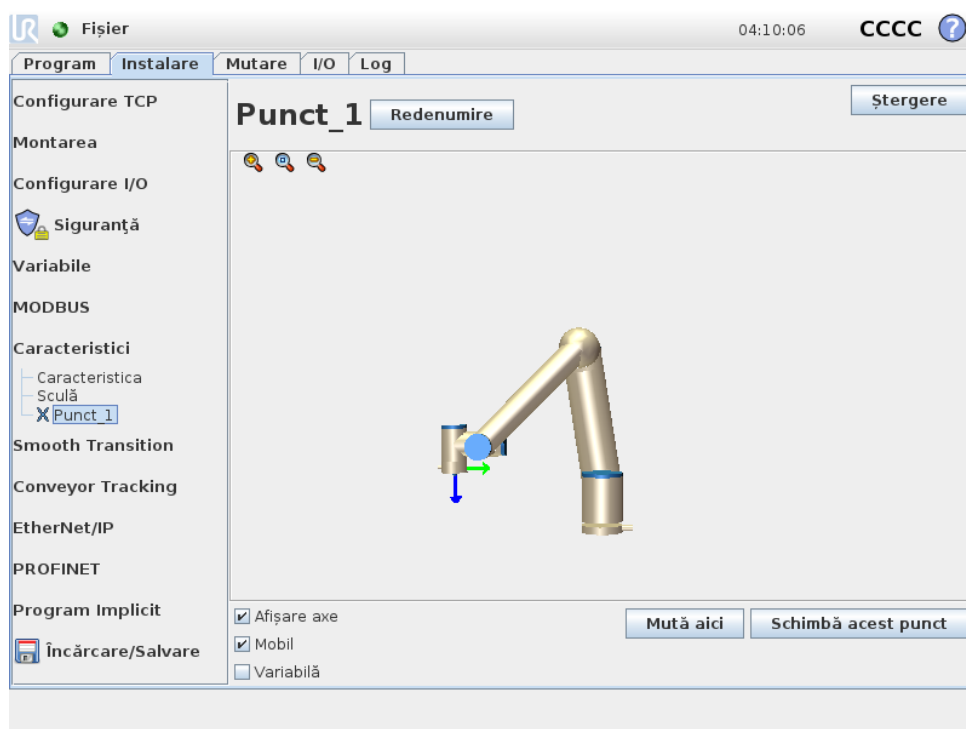 UR Fișier 04:10:06 CCCC ?
Program Instalare Mutare I/O Log
Configurare TCP
Montarea
Configurare I/O
Siguranţă
Variabile
MODBUS
Caracteristici
Caracteristica
Sculă
Punct_1
Smooth Transition
Conveyor Tracking
EtherNet/IP
PROFINET
Program Implicit
Încărcare/Salvare
Punct_1 Redenumire Ștergere
Afișare axe
Mobil
Variabilă
Mută aici Schimbă acest punct